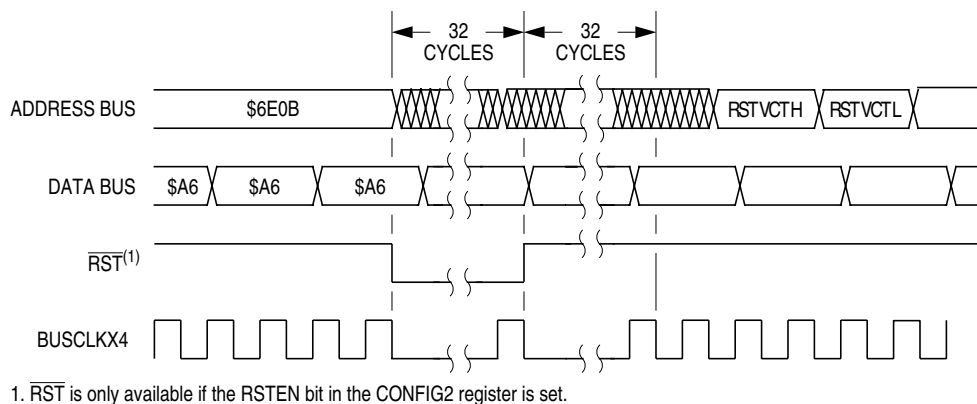 32
CYCLES
32
CYCLES
ADDRESS BUS
$6E0B
RSTVCTH
RSTVCTL
DATA BUS
$A6
$A6
$A6
RST(1)
BUSCLKX4
1. RST is only available if the RSTEN bit in the CONFIG2 register is set.